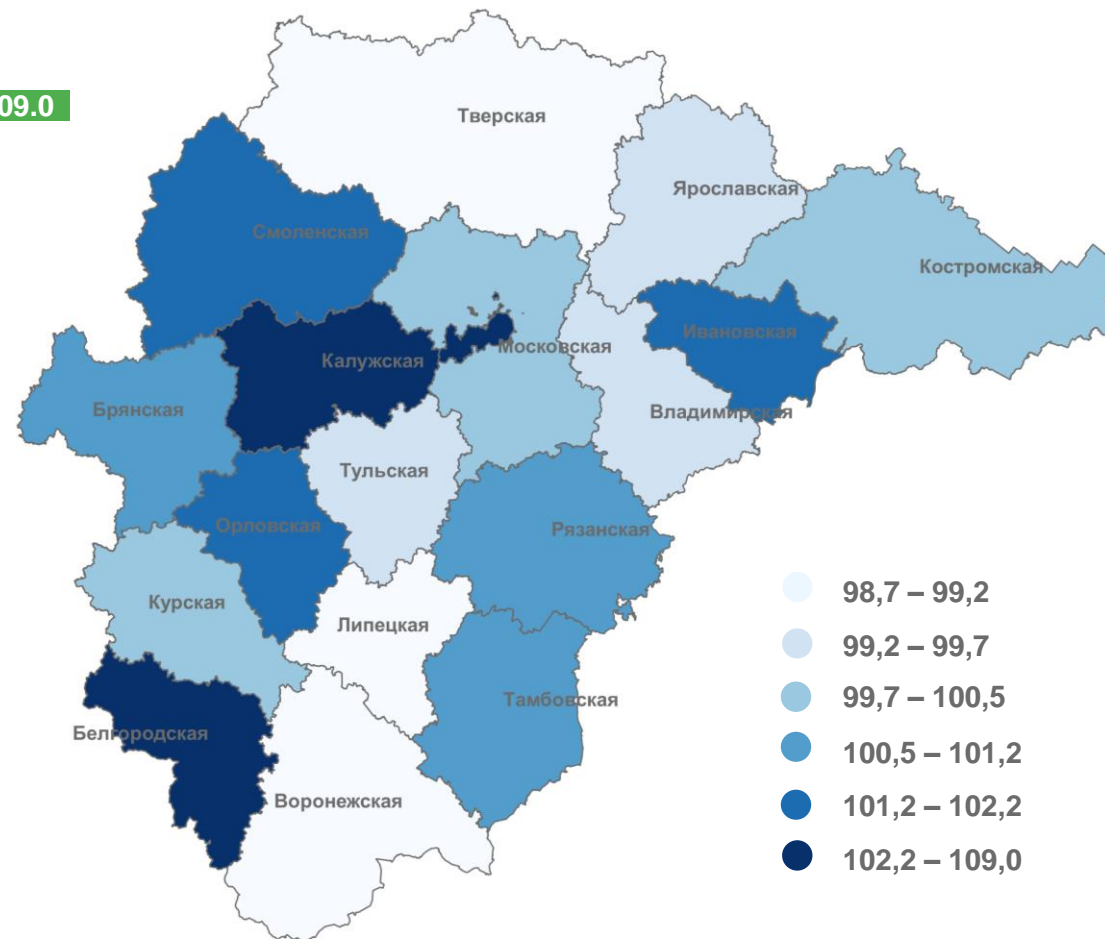 09.0
Тверская
Ярославская
Смоленская
Костромская
Ивановская
Московская
Калужская
Брянская
Владимирская
Тульская
Орловская
Рязанская
Курская
Липецкая
Тамбовская
Белгородская
Воронежская
98,7 – 99,2
99,2 – 99,7
99,7 – 100,5
100,5 – 101,2
101,2 – 102,2
102,2 – 109,0